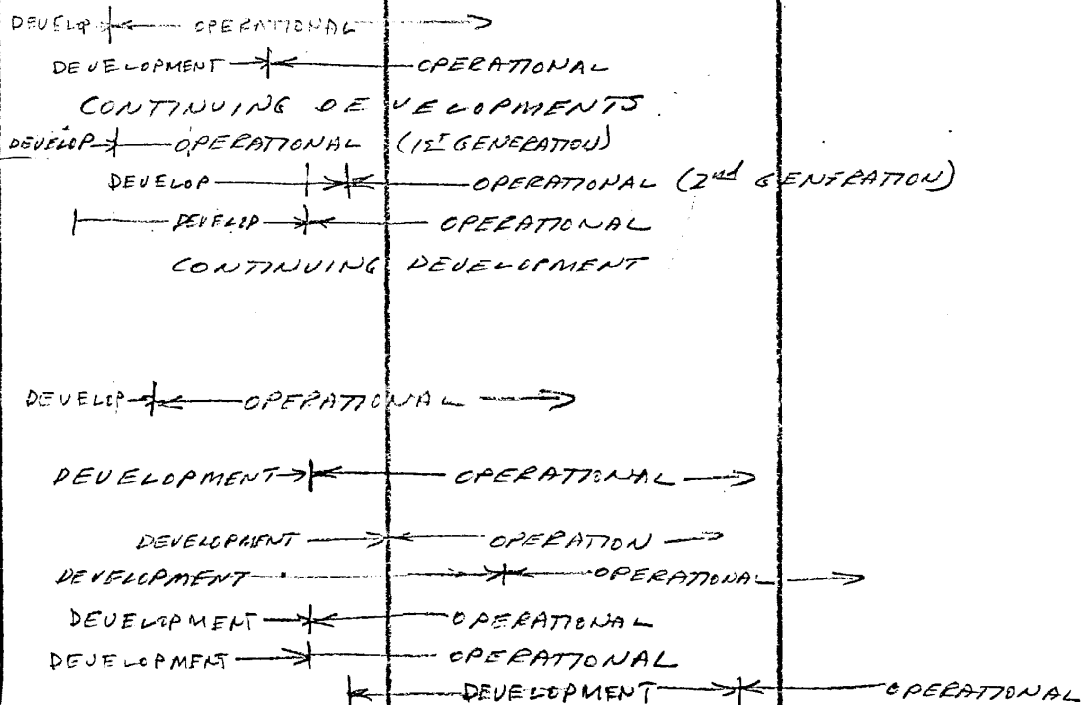 DEVELOP OPERATIONAL
DEVELOPMENT OPERATIONAL
CONTINUING DEVELOPMENTS
DEVELOP OPERATIONAL (1ST GENERATION)
DEVELOP OPERATIONAL (2nd GENERATION)
DEVELOP OPERATIONAL
CONTINUING DEVELOPMENT
DEVELOP OPERATIONAL
DEVELOPMENT OPERATIONAL
DEVELOPMENT OPERATION
DEVELOPMENT OPERATIONAL
DEVELOPMENT OPERATIONAL
DEVELOPMENT OPERATIONAL
DEVELOPMENT OPERATIONAL